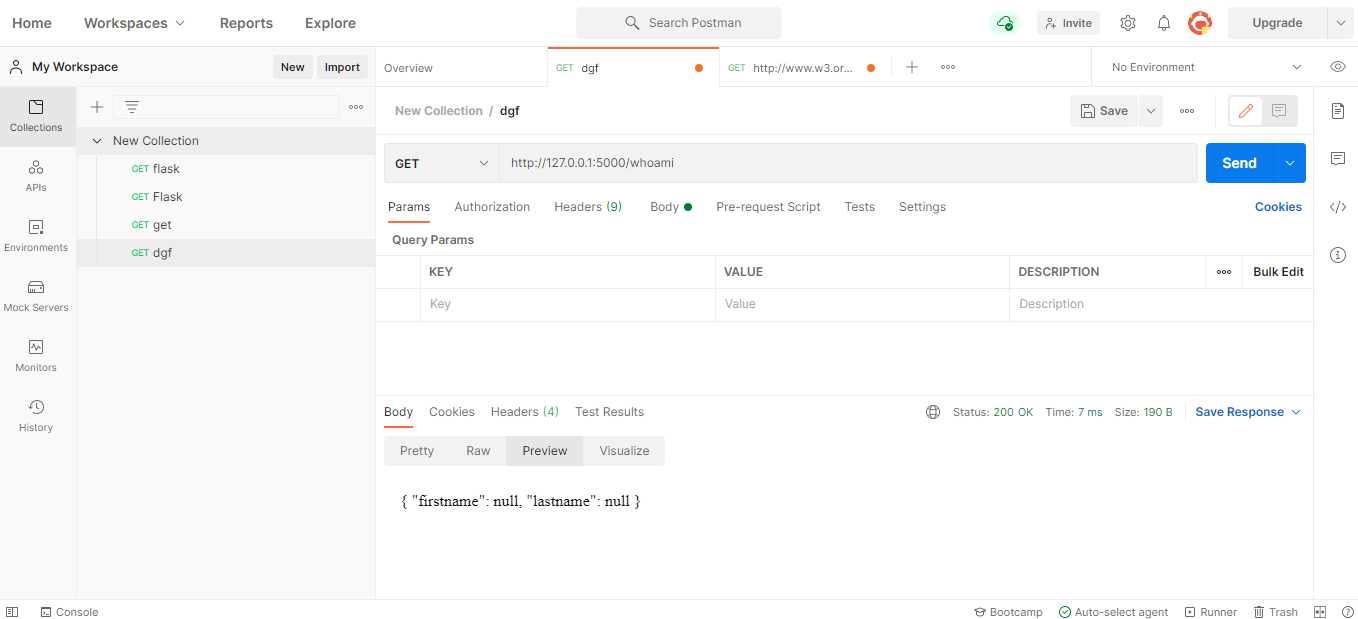 Home Workspaces Reports Explore Search Postman Invite Upgrade
My Workspace New Import Overview GET dgf GET http://www.w3.or... No Environment
Collections
APIs
Environments
Mock Servers
Monitors
History
New Collection
GET flask
GET Flask
GET get
GET dgf
New Collection / dgf Save
GET http://127.0.0.1:5000/whoami Send
Params Authorization Headers (9) Body Pre-request Script Tests Settings Cookies
Query Params
KEY VALUE DESCRIPTION Bulk Edit
Key Value Description
Body Cookies Headers (4) Test Results Status: 200 OK Time: 7 ms Size: 190 B Save Response
Pretty Raw Preview Visualize
{ "firstname": null, "lastname": null }
Console Bootcamp Auto-select agent Runner Trash